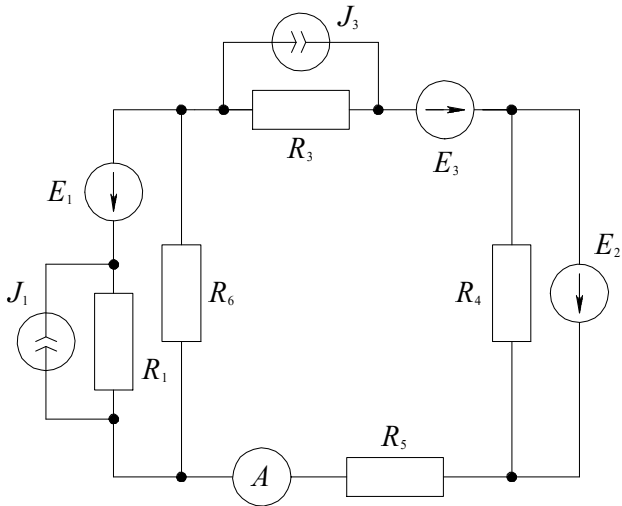 J₃
R₃
E₃
E₁
E₂
R₆
R₄
J₁
R₁
R₅
A